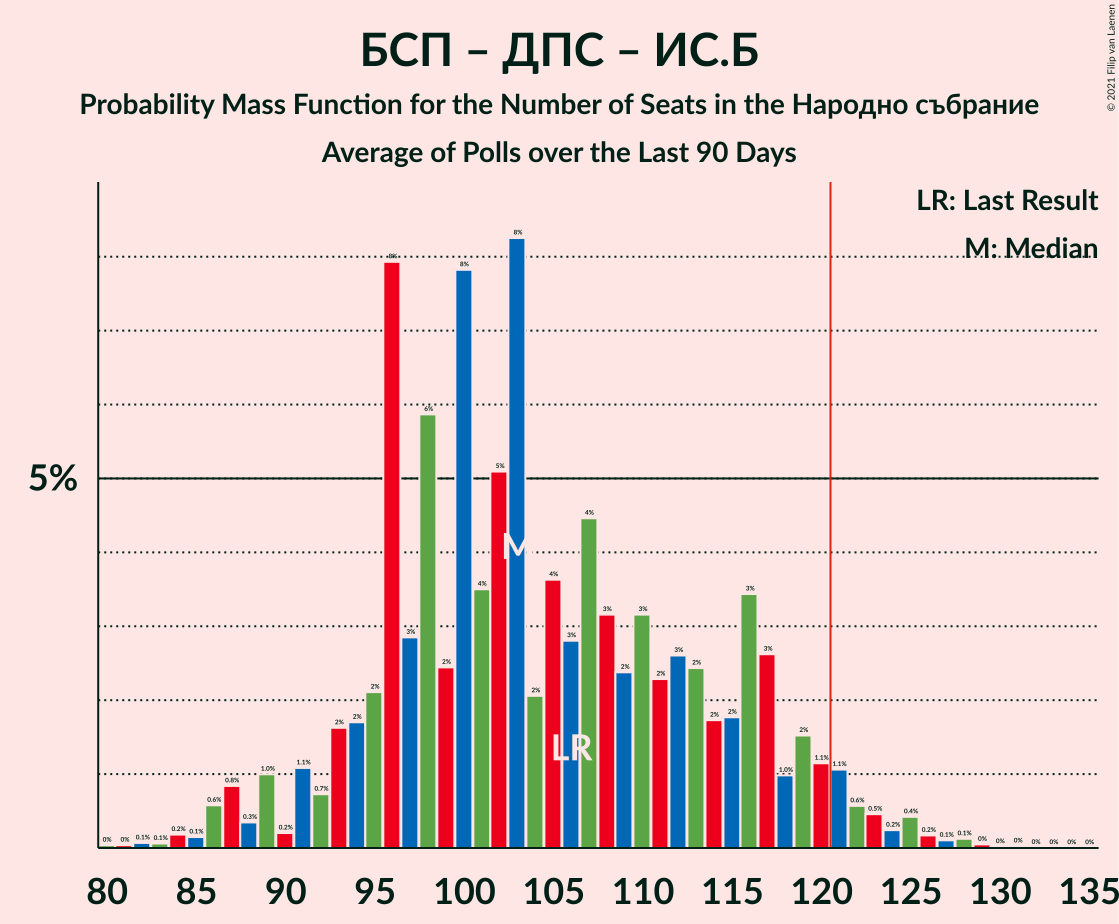 БСП – ДПС – ИС.Б
Probability Mass Function for the Number of Seats in the Народно събрание
Average of Polls over the Last 90 Days
© 2021 Filip van Laenen
LR: Last Result
M: Median
5%
0% 0% 0.1% 0.1% 0.2% 0.1% 0.6% 0.8% 0.3% 1.0% 0.2% 1.1% 0.7% 2% 2% 2% 8% 3% 6% 2% 8% 4% 5% 8% 2% 4% 3% 4% 3% 2% 3% 2% 3% 2% 2% 2% 3% 3% 1.0% 2% 1.1% 1.1% 0.6% 0.5% 0.2% 0.4% 0.2% 0.1% 0.1% 0% 0% 0% 0% 0% 0% 0%
M
LR
80 85 90 95 100 105 110 115 120 125 130 135